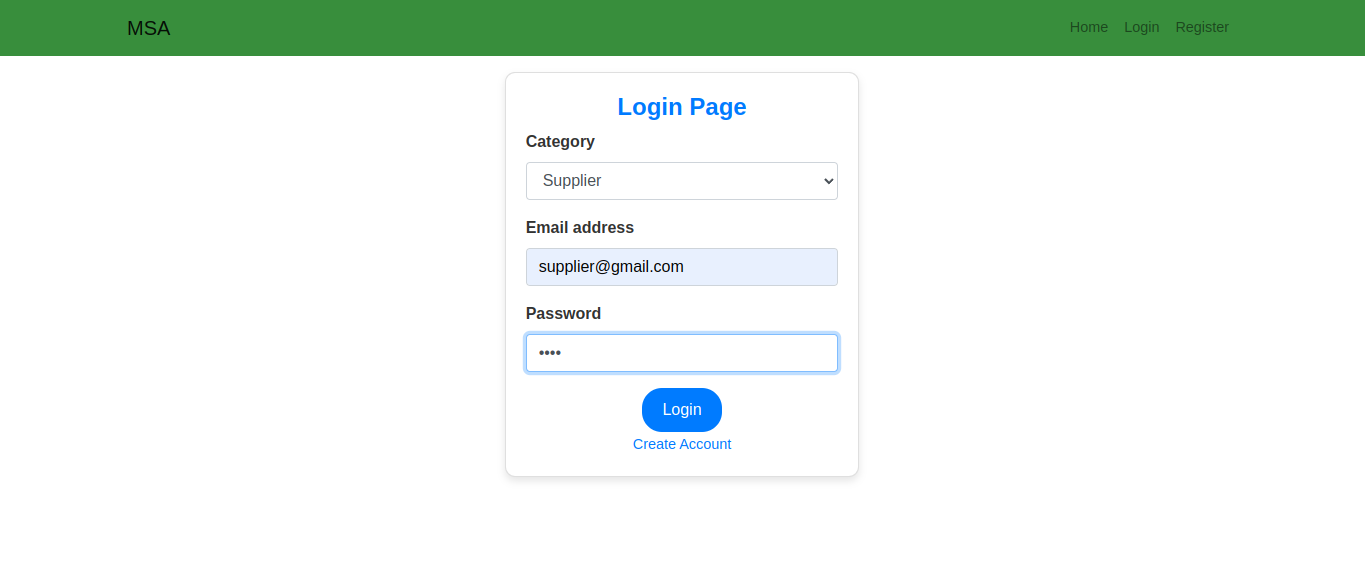 MSA
Home Login Register
Login Page
Category
Supplier
Email address
supplier@gmail.com
Password
••••
Login
Create Account